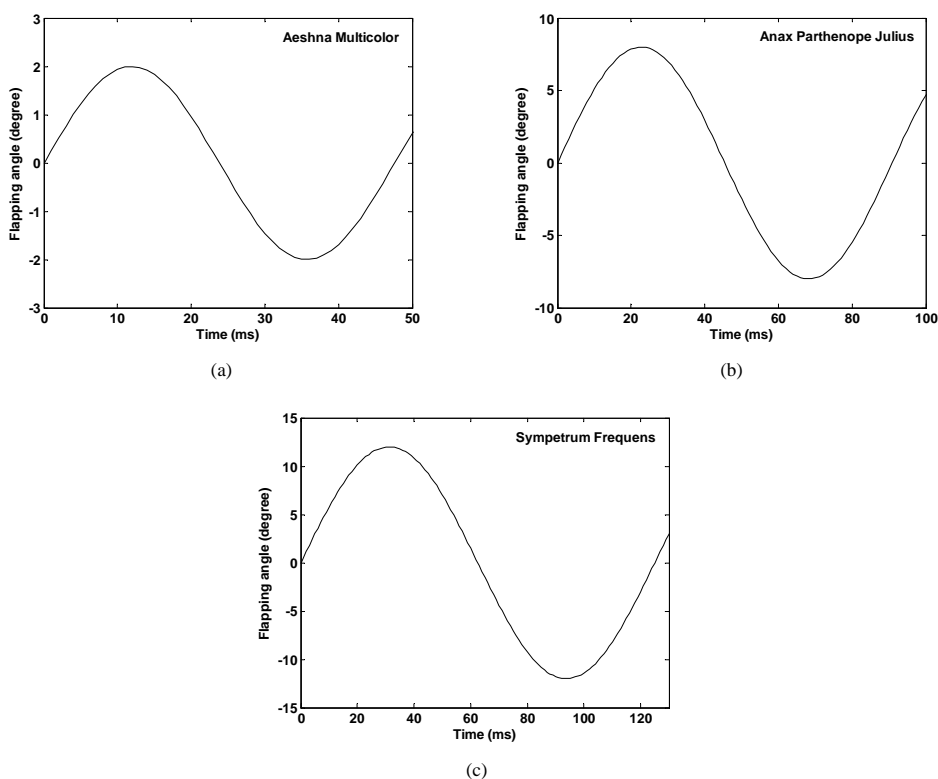 3
Aeshna Multicolor
2
1
0
-1
-2
-3
Flapping angle (degree)
0 10 20 30 40 50
Time (ms)
(a)
10
Anax Parthenope Julius
5
0
-5
-10
Flapping angle (degree)
0 20 40 60 80 100
Time (ms)
(b)
15
Sympetrum Frequens
10
5
0
-5
-10
-15
Flapping angle (degree)
0 20 40 60 80 100 120
Time (ms)
(c)